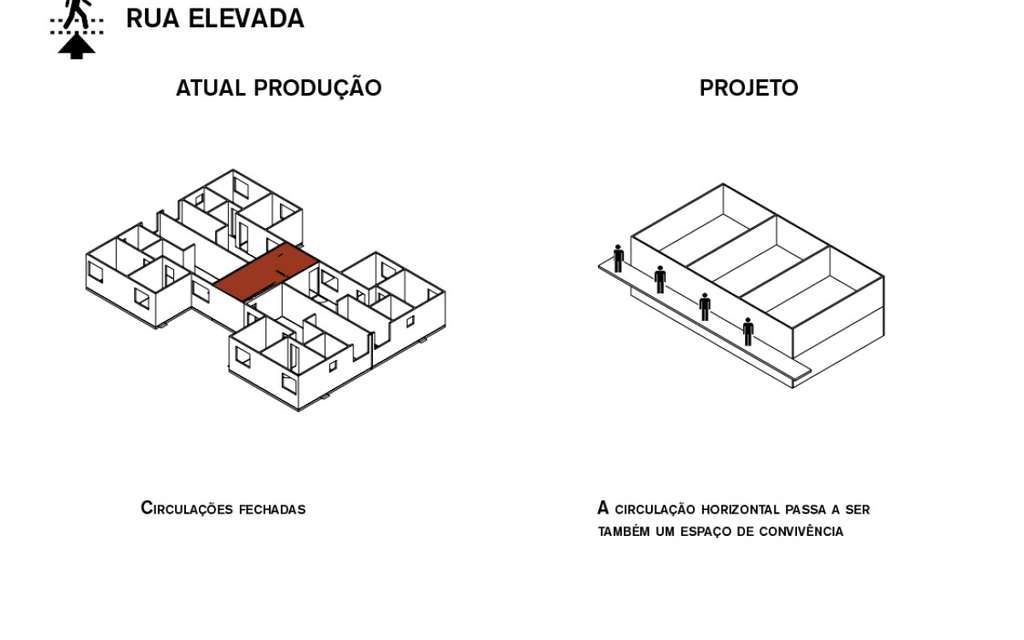 RUA ELEVADA
ATUAL PRODUÇÃO
PROJETO
Circulações fechadas
A circulação horizontal passa a ser
também um espaço de convivência